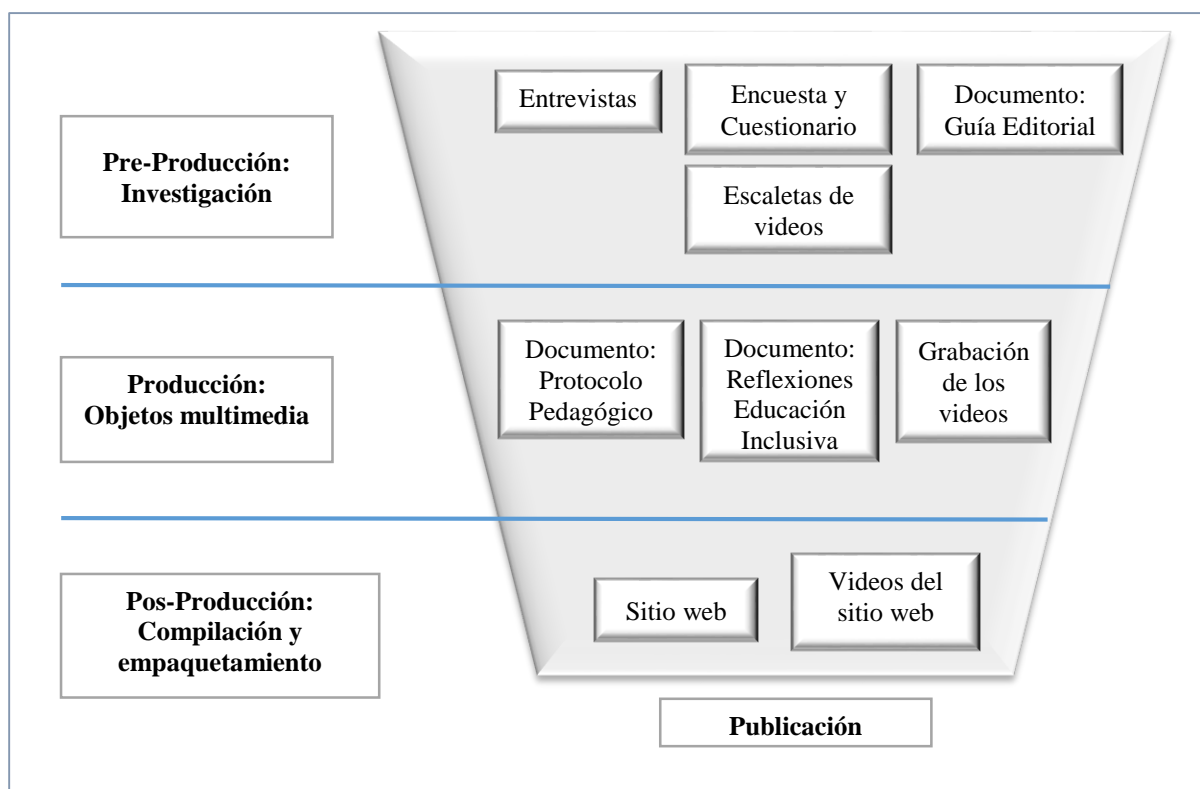 Entrevistas
Encuesta y
Cuestionario
Documento:
Guía Editorial
Pre-Producción:
Investigación
Escaletas de
videos
Producción:
Objetos multimedia
Documento:
Protocolo
Pedagógico
Documento:
Reflexiones
Educación
Inclusiva
Grabación
de los
videos
Pos-Producción:
Compilación y
empaquetamiento
Sitio web
Videos del
sitio web
Publicación